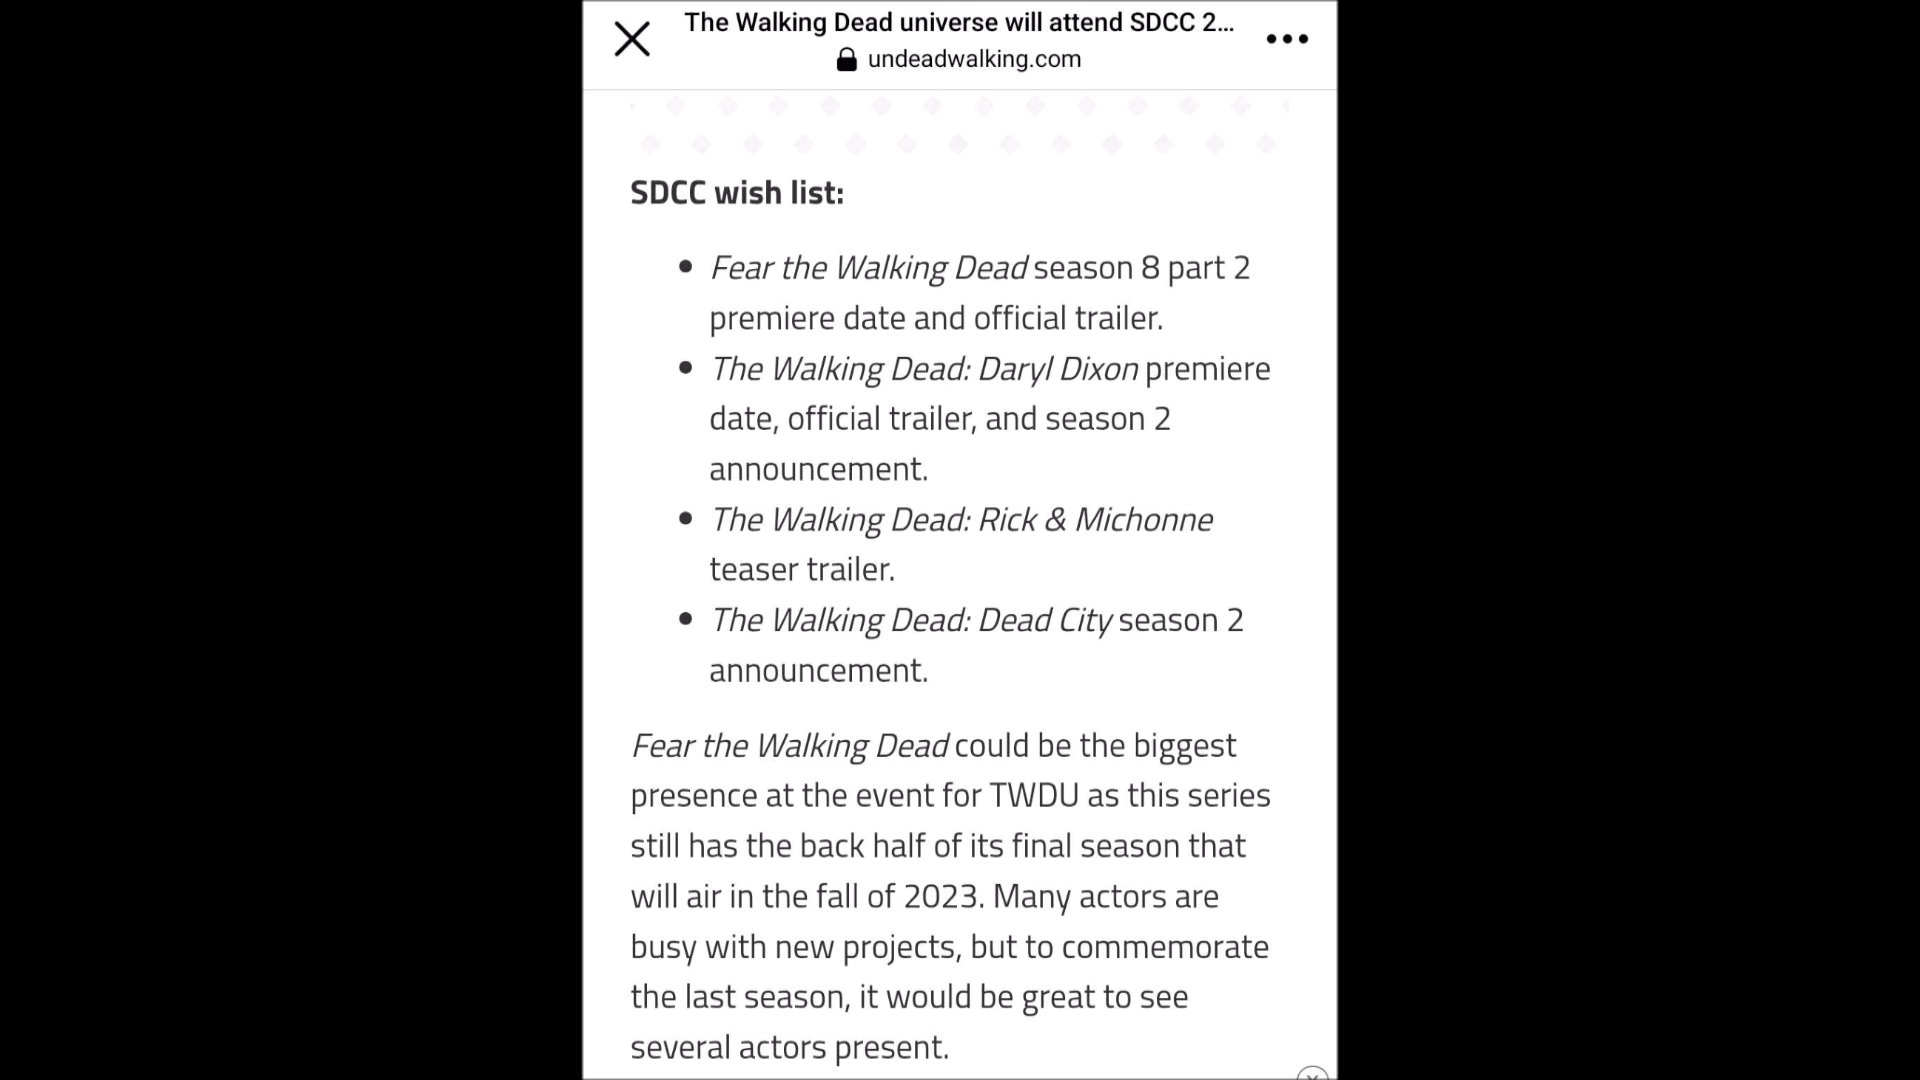 The Walking Dead universe will attend SDCC 2...
undeadwalking.com
SDCC wish list:
Fear the Walking Dead season 8 part 2
premiere date and official trailer.
The Walking Dead: Daryl Dixon premiere
date, official trailer, and season 2
announcement.
The Walking Dead: Rick & Michonne
teaser trailer.
The Walking Dead: Dead City season 2
announcement.
Fear the Walking Dead could be the biggest
presence at the event for TWDU as this series
still has the back half of its final season that
will air in the fall of 2023. Many actors are
busy with new projects, but to commemorate
the last season, it would be great to see
several actors present.